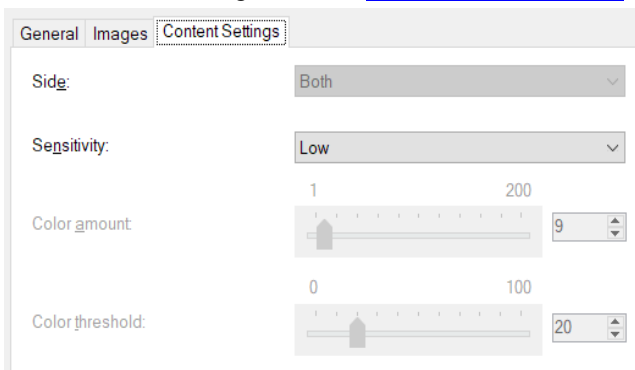 General Images Content Settings
Side: Both
Sensitivity: Low
1 200
Color amount: 9
0 100
Color threshold: 20